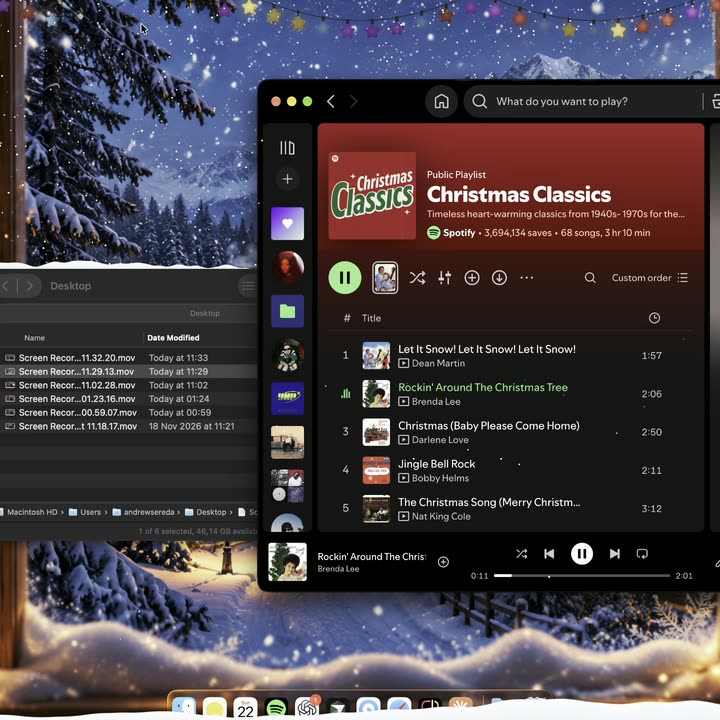 What do you want to play?
Christmas
Classics
Public Playlist
Christmas Classics
Timeless heart-warming classics from 1940s- 1970s for the...
Spotify • 3,694,134 saves • 68 songs, 3 hr 10 min
Custom order
# Title
1 Let It Snow! Let It Snow! Let It Snow! 1:57
Dean Martin
Rockin' Around The Christmas Tree 2:06
Brenda Lee
3 Christmas (Baby Please Come Home) 2:50
Darlene Love
4 Jingle Bell Rock 2:11
Bobby Helms
5 The Christmas Song (Merry Christm... 3:12
Nat King Cole
Rockin' Around The Chris
Brenda Lee
0:11 2:01
Desktop
Desktop
Name Date Modified
Screen Recor...11.32.20.mov Today at 11:33
Screen Recor...11.29.13.mov Today at 11:29
Screen Recor...11.02.28.mov Today at 11:02
Screen Recor...01.23.16.mov Today at 01:24
Screen Recor...00.59.07.mov Today at 00:59
Screen Recor...t 11.18.17.mov 18 Nov 2026 at 11:21
Macintosh HD › Users › andrewsereda › Desktop › Sc
1 of 6 selected, 46,14 GB availab
22